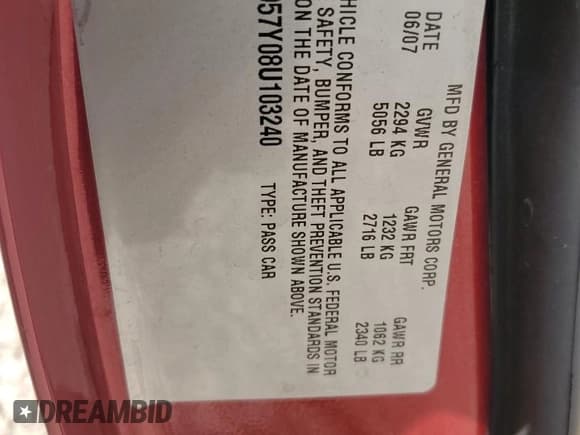 MFD BY GENERAL MOTORS CORP.
DATE GVWR GAWR FRT GAWR RR
06/07 2294 KG 1232 KG 1062 KG
5056 LB 2716 LB 2340 LB
CONFORMS TO ALL APPLICABLE U.S. FEDERAL MOTOR
SAFETY, BUMPER, AND THEFT PREVENTION STANDARDS IN
ON THE DATE OF MANUFACTURE SHOWN ABOVE.
57Y08U103240 TYPE: PASS CAR
DREAMBID